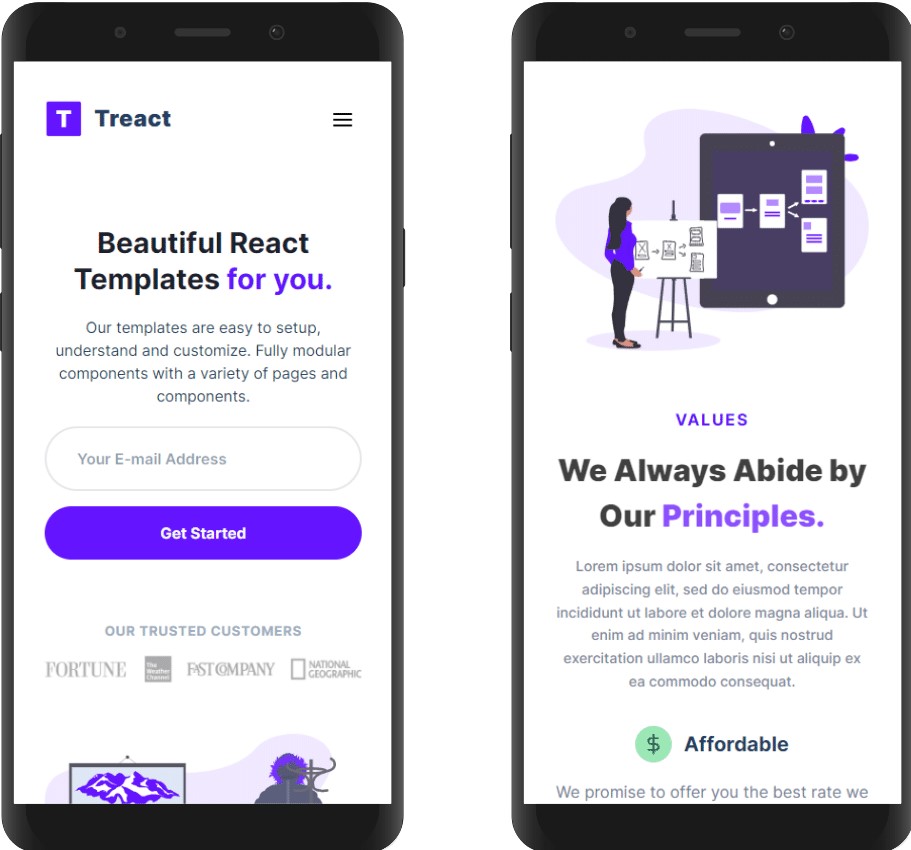 T Treact
Beautiful React
Templates for you.
Our templates are easy to setup,
understand and customize. Fully modular
components with a variety of pages and
components.
Your E-mail Address
Get Started
OUR TRUSTED CUSTOMERS
FORTUNE
The
Weather
Channel
FAST COMPANY
NATIONAL
GEOGRAPHIC
VALUES
We Always Abide by
Our Principles.
Lorem ipsum dolor sit amet, consectetur
adipiscing elit, sed do eiusmod tempor
incididunt ut labore et dolore magna aliqua. Ut
enim ad minim veniam, quis nostrud
exercitation ullamco laboris nisi ut aliquip ex
ea commodo consequat.
$ Affordable
We promise to offer you the best rate we